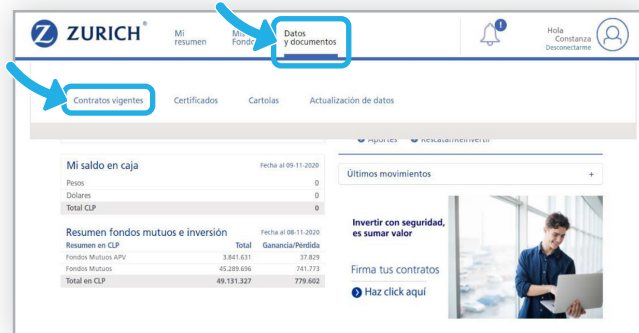 ZURICH®
Mi resumen
Mis Fondos
Datos y documentos
!
Hola
Constanza
Desconectarme
Contratos vigentes
Certificados
Cartolas
Actualización de datos
Aportes
Rescatar/Reinvertir
Mi saldo en caja
Fecha al 09-11-2020
Pesos 0
Dólares 0
Total CLP 0
Últimos movimientos +
Resumen fondos mutuos e inversión
Fecha al 08-11-2020
Resumen en CLP Total Ganancia/Pérdida
Fondos Mutuos APV 3.841.631 37.829
Fondos Mutuos 45.289.696 741.773
Total en CLP 49.131.327 779.602
Invertir con seguridad,
es sumar valor
Firma tus contratos
Haz click aquí